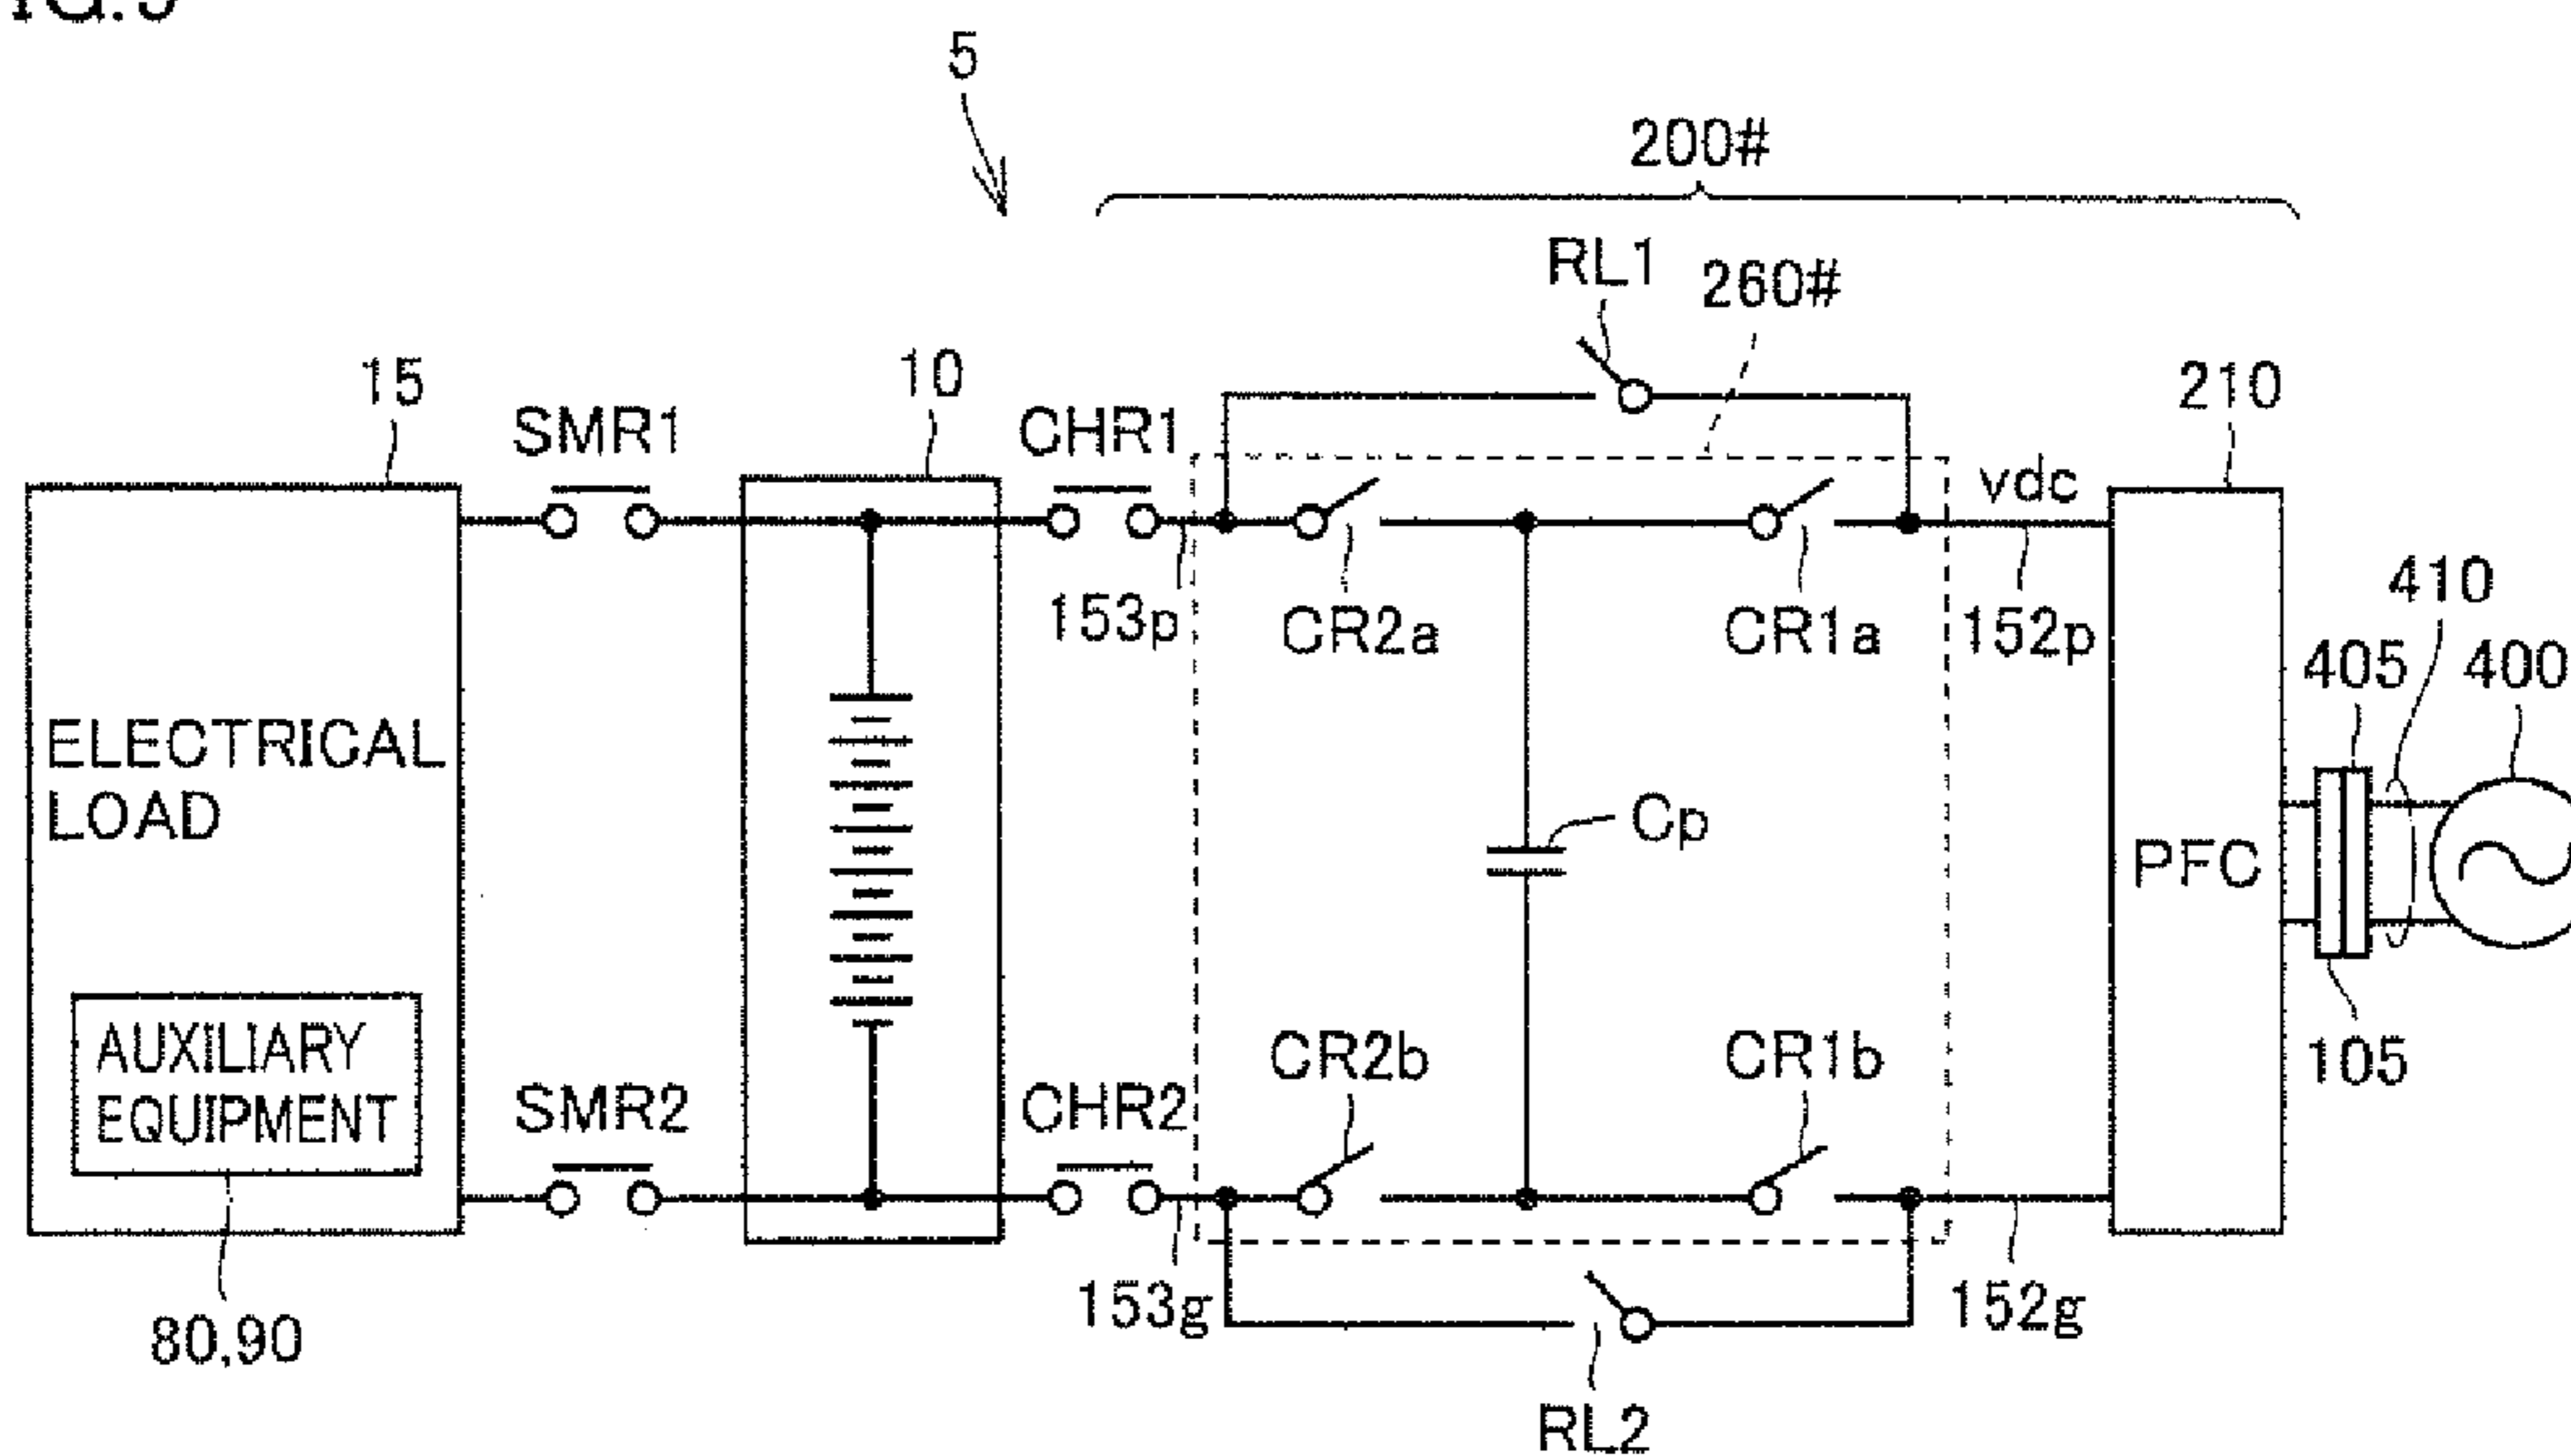 5
200#
RL1
260#
15
SMR1
10
CHR1
210
vdc
153p
CR2a
CR1a
152p
410
405
400
ELECTRICAL
LOAD
Cp
PFC
AUXILIARY
EQUIPMENT
SMR2
CHR2
CR2b
CR1b
105
80,90
153g
152g
RL2